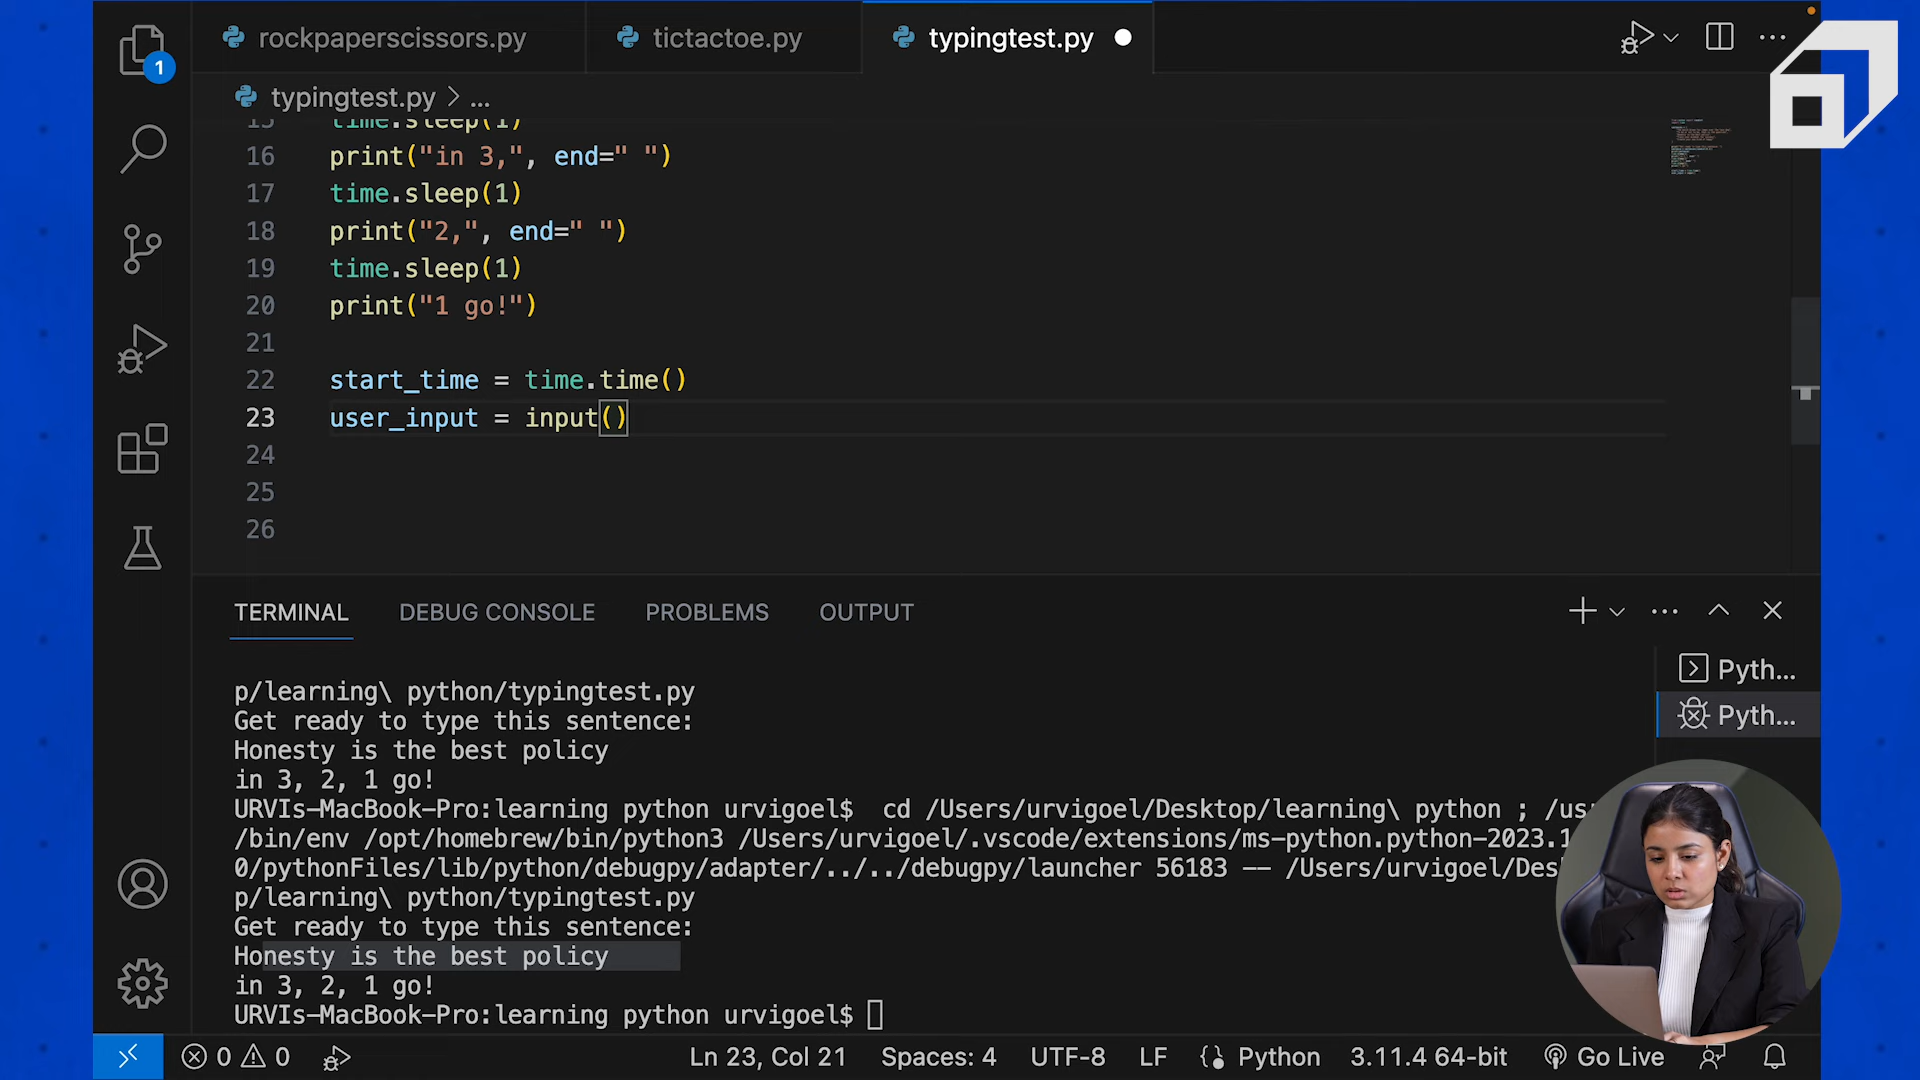 rockpaperscissors.py
tictactoe.py
typingtest.py
1
typingtest.py > ...
15 time.sleep(1)
16 print("in 3,", end=" ")
17 time.sleep(1)
18 print("2,", end=" ")
19 time.sleep(1)
20 print("1 go!")
21
22 start_time = time.time()
23 user_input = input()
24
25
26
TERMINAL DEBUG CONSOLE PROBLEMS OUTPUT
Pyth...
Pyth...
p/learning\ python/typingtest.py
Get ready to type this sentence:
Honesty is the best policy
in 3, 2, 1 go!
URVIs-MacBook-Pro:learning python urvigoel$  cd /Users/urvigoel/Desktop/learning\ python ; /us
/bin/env /opt/homebrew/bin/python3 /Users/urvigoel/.vscode/extensions/ms-python.python-2023.1
0/pythonFiles/lib/python/debugpy/adapter/../../debugpy/launcher 56183 -- /Users/urvigoel/Des
p/learning\ python/typingtest.py
Get ready to type this sentence:
Honesty is the best policy
in 3, 2, 1 go!
URVIs-MacBook-Pro:learning python urvigoel$
0 0 Ln 23, Col 21 Spaces: 4 UTF-8 LF Python 3.11.4 64-bit Go Live